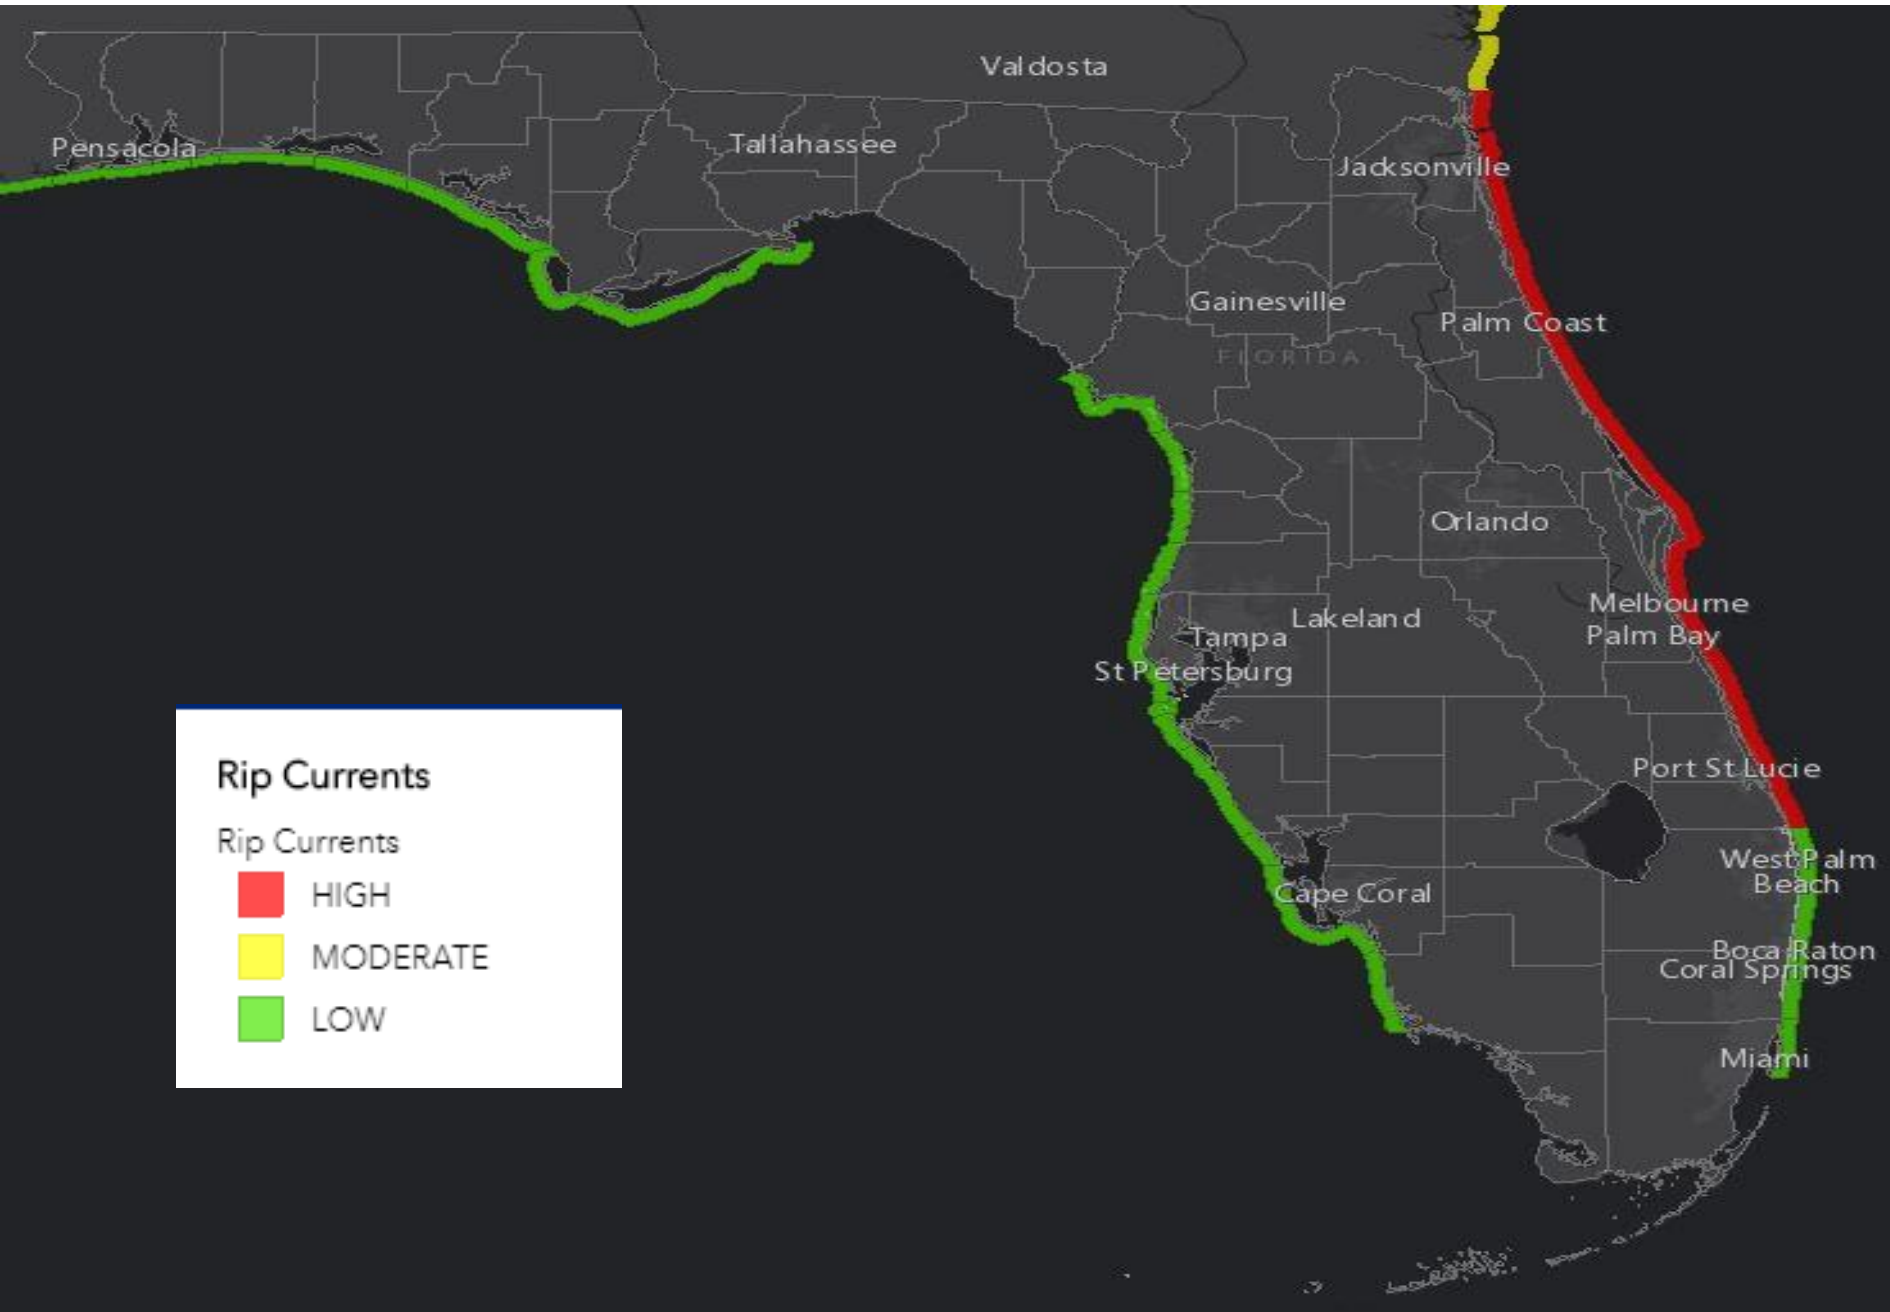 Valdosta
Pensacola
Tallahassee
Jacksonville
Gainesville
Palm Coast
FLORIDA
Orlando
Melbourne
Lakeland
Tampa
Palm Bay
St Petersburg
Port St Lucie
West Palm
Beach
Cape Coral
Boca Raton
Coral Springs
Miami
Rip Currents
Rip Currents
HIGH
MODERATE
LOW